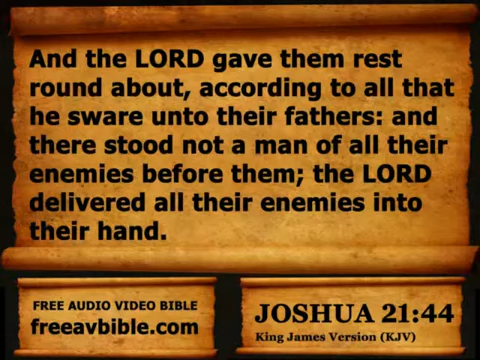 And the LORD gave them rest
round about, according to all that
he sware unto their fathers: and
there stood not a man of all their
enemies before them; the LORD
delivered all their enemies into
their hand.
FREE AUDIO VIDEO BIBLE
freeavbible.com
JOSHUA 21:44
King James Version (KJV)